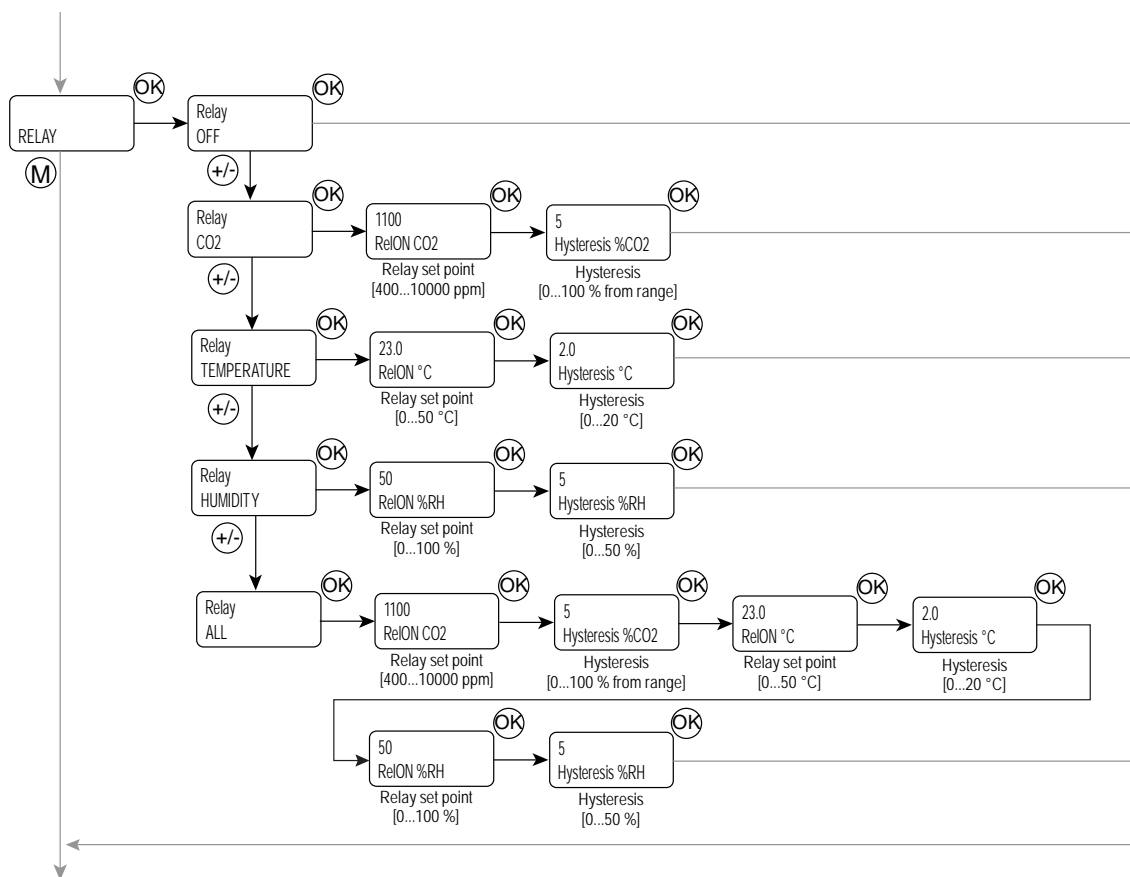 OK
OK
RELAY
Relay
OFF
M
+/-
OK
OK
OK
Relay
CO2
1100
RelON CO2
5
Hysteresis %CO2
Relay set point
[400...10000 ppm]
Hysteresis
[0...100 % from range]
+/-
OK
OK
OK
Relay
TEMPERATURE
23.0
RelON °C
2.0
Hysteresis °C
Relay set point
[0...50 °C]
Hysteresis
[0...20 °C]
+/-
OK
OK
OK
Relay
HUMIDITY
50
RelON %RH
5
Hysteresis %RH
Relay set point
[0...100 %]
Hysteresis
[0...50 %]
+/-
OK
OK
OK
OK
OK
Relay
ALL
1100
RelON CO2
5
Hysteresis %CO2
23.0
RelON °C
2.0
Hysteresis °C
Relay set point
[400...10000 ppm]
Hysteresis
[0...100 % from range]
Relay set point
[0...50 °C]
Hysteresis
[0...20 °C]
OK
OK
50
RelON %RH
5
Hysteresis %RH
Relay set point
[0...100 %]
Hysteresis
[0...50 %]